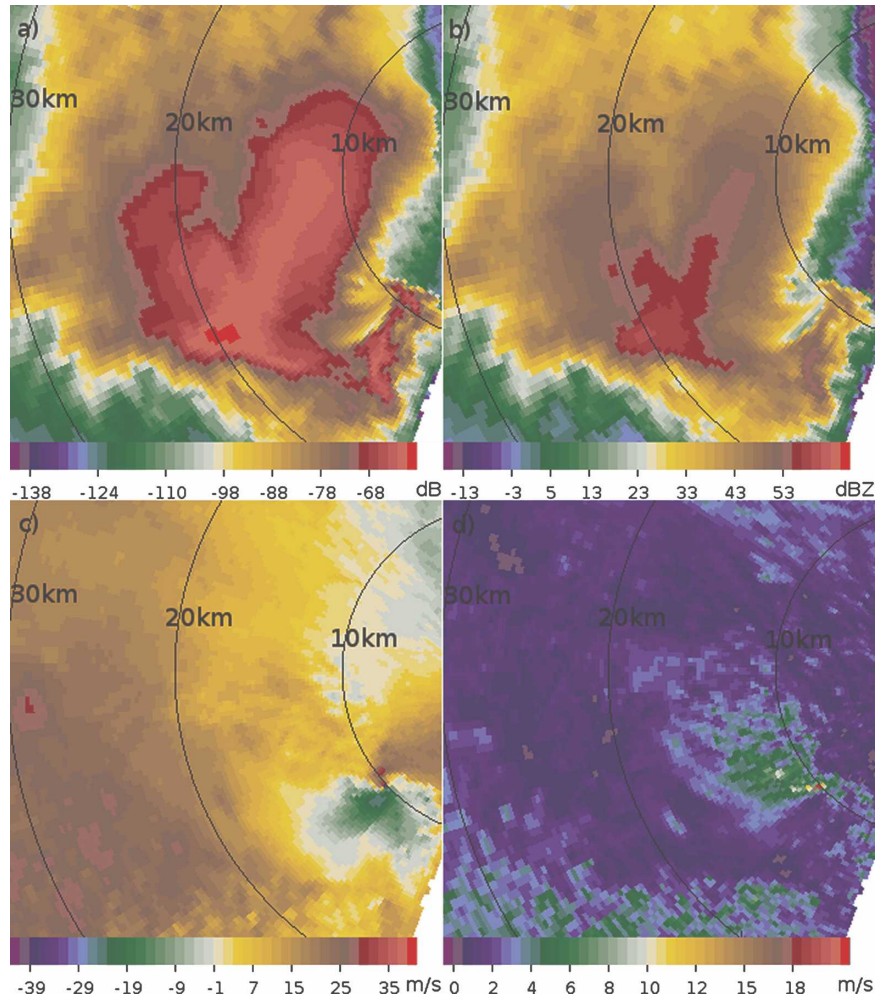 a)
b)
30km
20km
10km
30km
20km
10km
-138 -124 -110 -98 -88 -78 -68 dB
-13 -3 5 13 23 33 43 53 dBZ
c)
d)
30km
20km
10km
30km
20km
10km
-39 -29 -19 -9 -1 7 15 25 35 m/s
0 2 4 6 8 10 12 15 18 m/s